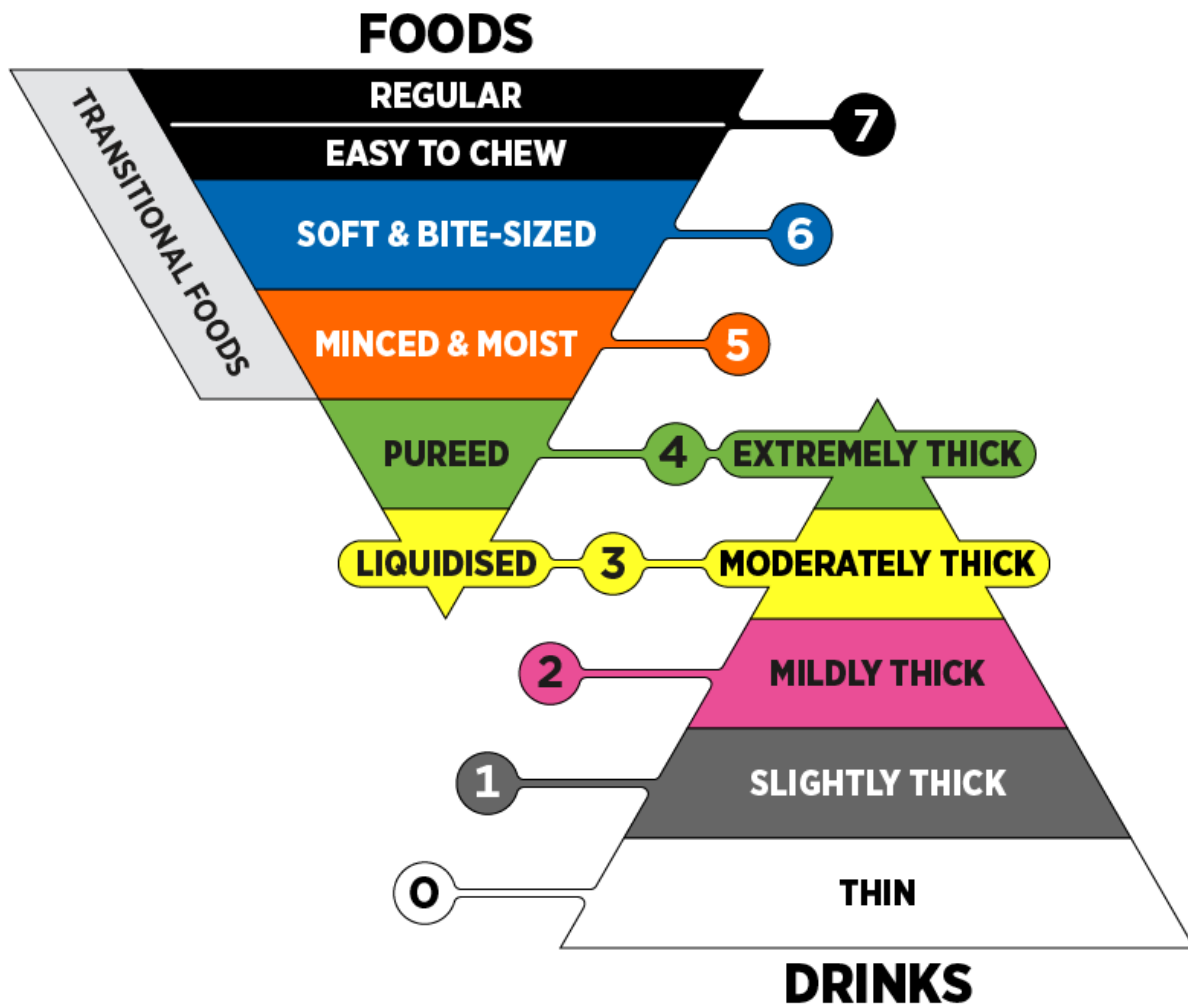 FOODS
REGULAR
7
EASY TO CHEW
TRANSITIONAL FOODS
SOFT & BITE-SIZED
6
MINCED & MOIST
5
PUREED
4
EXTREMELY THICK
LIQUIDISED
3
MODERATELY THICK
2
MILDLY THICK
1
SLIGHTLY THICK
0
THIN
DRINKS